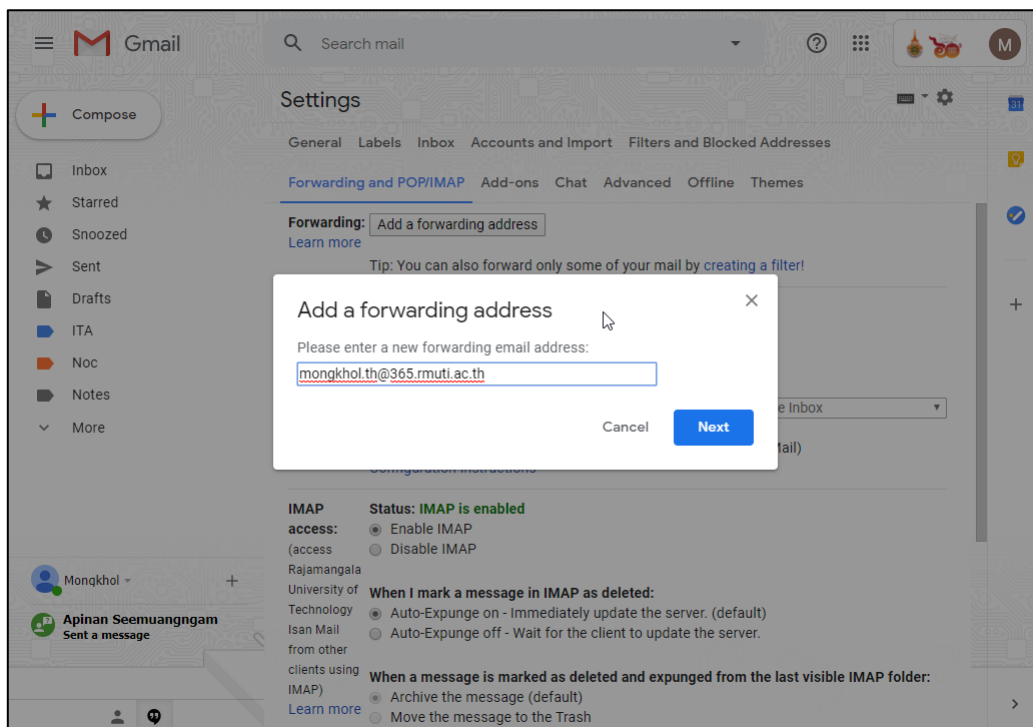 Gmail
Search mail
M
Compose
Settings
31
General Labels Inbox Accounts and Import Filters and Blocked Addresses
Inbox
Forwarding and POP/IMAP Add-ons Chat Advanced Offline Themes
Starred
Forwarding: Add a forwarding address
Snoozed
Learn more
Sent
Tip: You can also forward only some of your mail by creating a filter!
Drafts
Add a forwarding address
ITA
Please enter a new forwarding email address:
Noc
mongkhol.th@365.rmuti.ac.th
Notes
e Inbox
More
Cancel Next
Mail)
Configuration instructions
IMAP access:
Status: IMAP is enabled
Enable IMAP
(access
Disable IMAP
Rajamangala
University of
When I mark a message in IMAP as deleted:
Technology
Auto-Expunge on - Immediately update the server. (default)
Isan Mail
Auto-Expunge off - Wait for the client to update the server.
from other
clients using
When a message is marked as deleted and expunged from the last visible IMAP folder:
IMAP)
Archive the message (default)
Learn more
Move the message to the Trash
Mongkhol
Apinan Seemuangngam
Sent a message